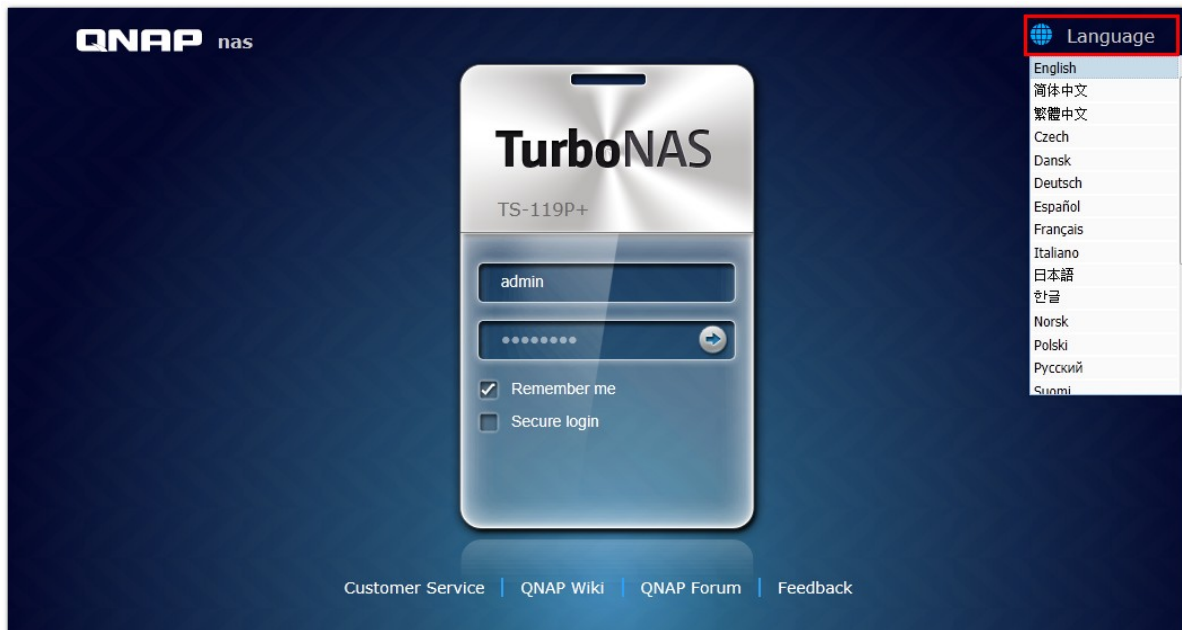 QNAP nas
Language
English
简体中文
繁體中文
Czech
Dansk
Deutsch
Español
Français
Italiano
日本語
한글
Norsk
Polski
Русский
Suomi
TurboNAS
TS-119P+
admin
Remember me
Secure login
Customer Service | QNAP Wiki | QNAP Forum | Feedback